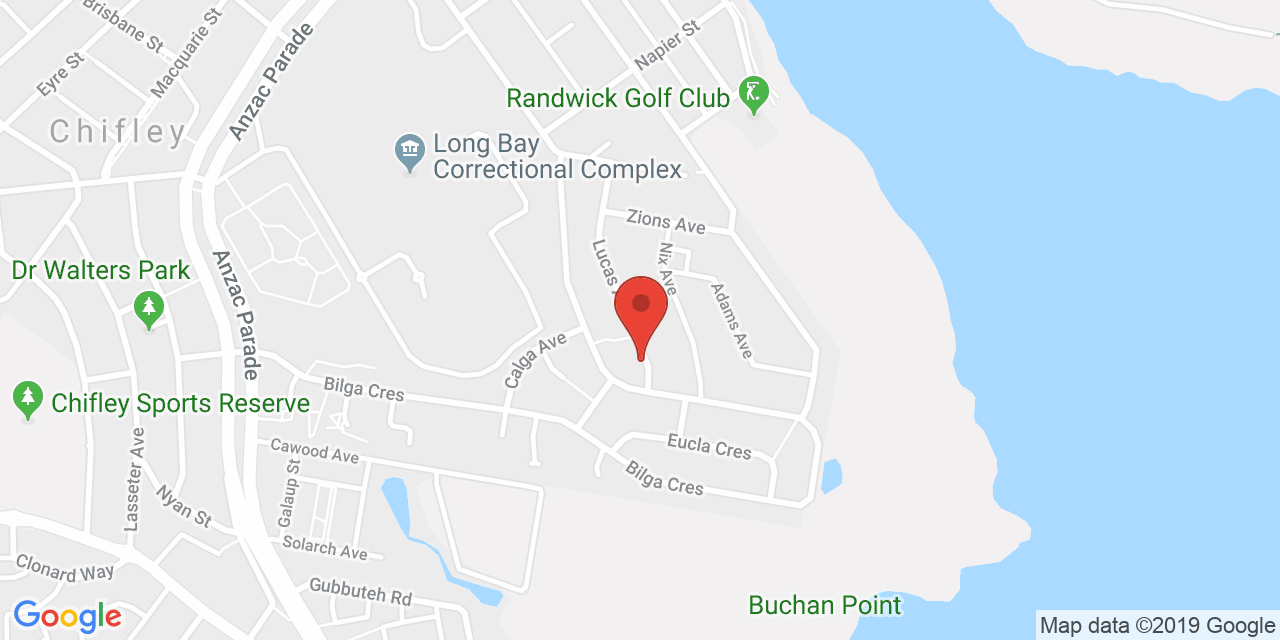 Brisbane St
Macquarie St
Eyre St
Anzac Parade
Napier St
Randwick Golf Club
Chifley
Long Bay
Correctional Complex
Zions Ave
Lucas
Nix Ave
Dr Walters Park
Anzac Parade
Adams Ave
Calga Ave
Bilga Cres
Chifley Sports Reserve
Cawood Ave
Eucla Cres
Lasseter Ave
Galaup St
Bilga Cres
Nyan St
Solarch Ave
Clonard Way
Gubbuteh Rd
Buchan Point
Google
Map data ©2019 Google